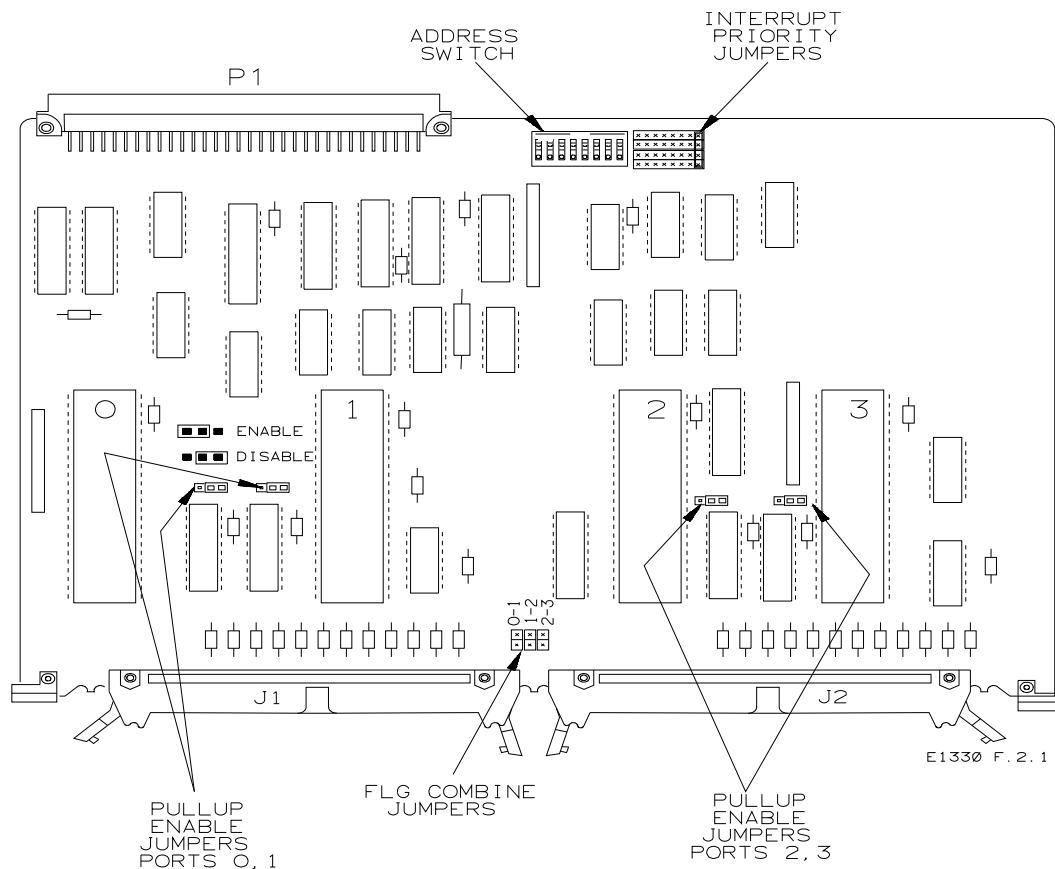 ADDRESS
SWITCH
INTERRUPT
PRIORITY
JUMPERS
P1
0
1
2
3
ENABLE
DISABLE
0-1
1-2
2-3
J1
J2
E1330 F.2.1
FLG COMBINE
JUMPERS
PULLUP
ENABLE
JUMPERS
PORTS 0,1
PULLUP
ENABLE
JUMPERS
PORTS 2,3